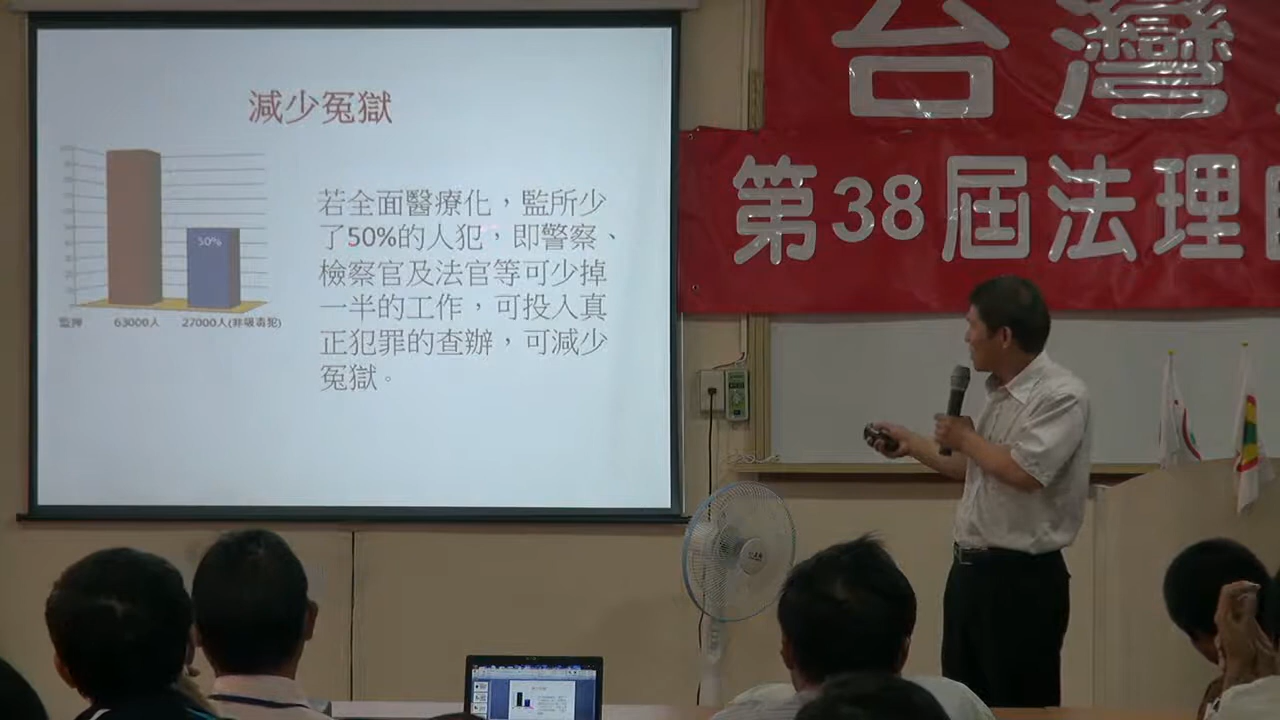 減少冤獄
50%
監押
63000人
27000人(非吸毒犯)
若全面醫療化，監所少
了50%的人犯，即警察、
檢察官及法官等可少掉
一半的工作，可投入真
正犯罪的查辦，可減少
冤獄。
台灣
第38屆法理